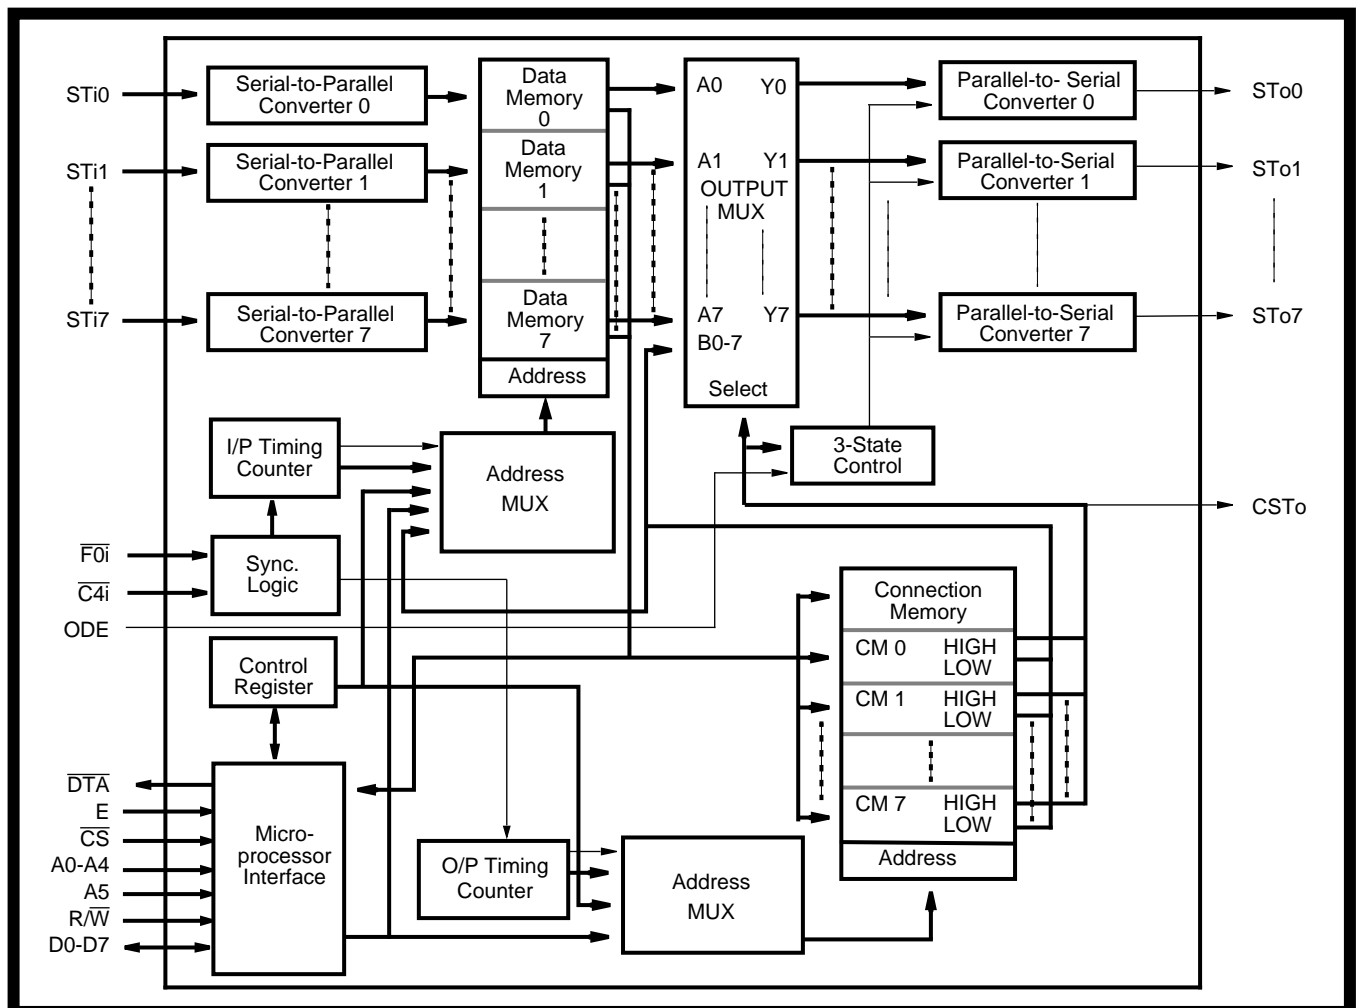 STi0
Serial-to-Parallel
Converter 0
Data
Memory
0
A0
Y0
Parallel-to- Serial
Converter 0
STo0
STi1
Serial-to-Parallel
Converter 1
Data
Memory
1
A1
Y1
OUTPUT
MUX
Parallel-to-Serial
Converter 1
STo1
STi7
Serial-to-Parallel
Converter 7
Data
Memory
7
Address
A7
Y7
B0-7
Select
Parallel-to-Serial
Converter 7
STo7
I/P Timing
Counter
Address
MUX
3-State
Control
CSTo
F0i
C4i
Sync.
Logic
ODE
Connection
Memory
CM 0
HIGH
LOW
CM 1
HIGH
LOW
CM 7
HIGH
LOW
Address
Control
Register
DTA
E
CS
A0-A4
A5
R/W
D0-D7
Micro-
processor
Interface
O/P Timing
Counter
Address
MUX